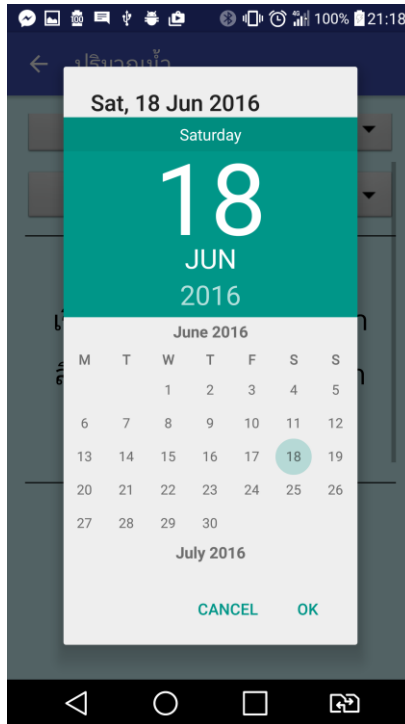 100% 21:18
ปริมาณน้ำ
Sat, 18 Jun 2016
Saturday
18
JUN
2016
June 2016
M T W T F S S
1 2 3 4 5
6 7 8 9 10 11 12
13 14 15 16 17 18 19
20 21 22 23 24 25 26
27 28 29 30
July 2016
CANCEL OK